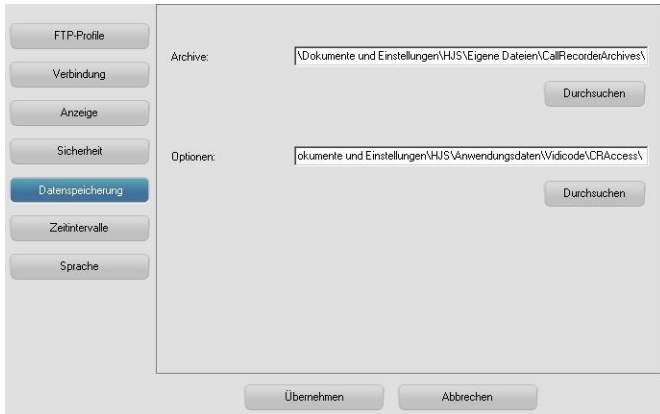 FTP-Profile
Verbindung
Anzeige
Sicherheit
Datenspeicherung
Zeitintervalle
Sprache
Archive: \Dokumente und Einstellungen\HJS\Eigene Dateien\CallRecorderArchives\
Durchsuchen
Optionen: okumente und Einstellungen\HJS\Anwendungsdaten\Vidicode\CRAccess\
Durchsuchen
Übernehmen Abbrechen